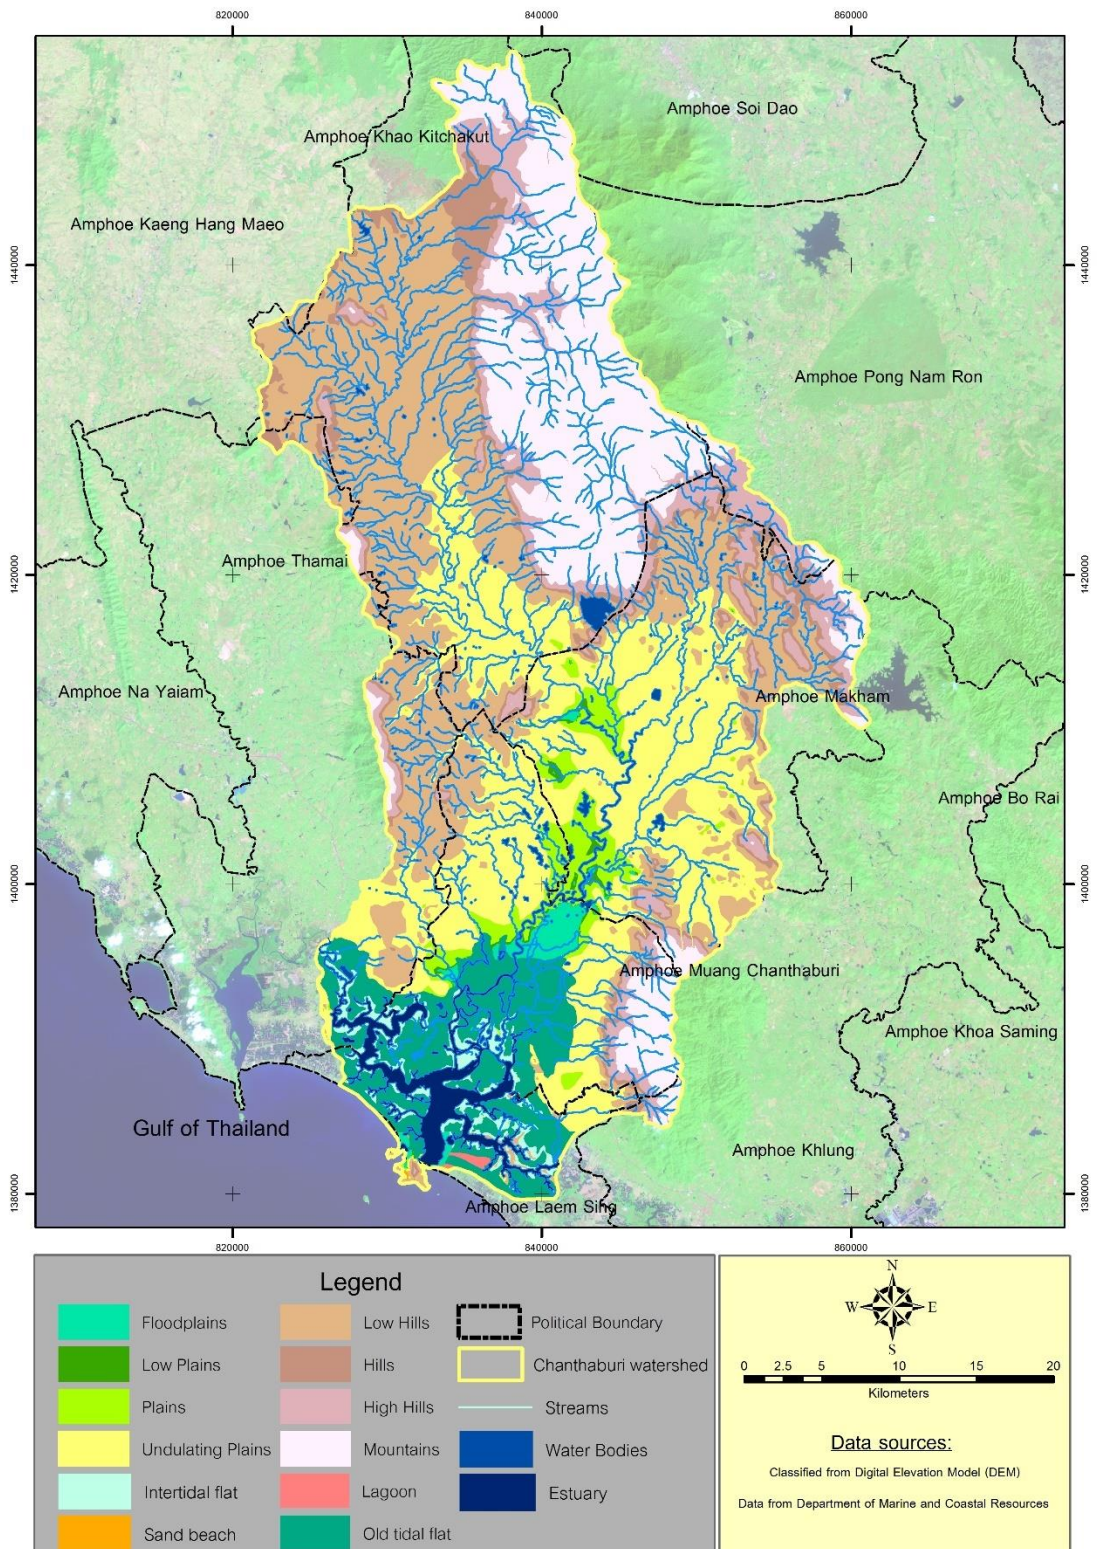 820000
840000
860000
Amphoe Soi Dao
Amphoe Khao Kitchakut
Amphoe Kaeng Hang Maeo
1440000
1440000
Amphoe Pong Nam Ron
Amphoe Thamai
1420000
1420000
Amphoe Na Yaiam
Amphoe Makham
Amphoe Bo Rai
1400000
1400000
Amphoe Muang Chanthaburi
Amphoe Khoa Saming
Gulf of Thailand
Amphoe Khlung
1380000
1380000
Amphoe Laem Sing
820000
840000
860000
Legend
Floodplains
Low Plains
Plains
Undulating Plains
Intertidal flat
Sand beach
Low Hills
Hills
High Hills
Mountains
Lagoon
Old tidal flat
Political Boundary
Chanthaburi watershed
Streams
Water Bodies
Estuary
N
W E
S
0 2.5 5 10 15 20
Kilometers
Data sources:
Classified from Digital Elevation Model (DEM)
Data from Department of Marine and Coastal Resources